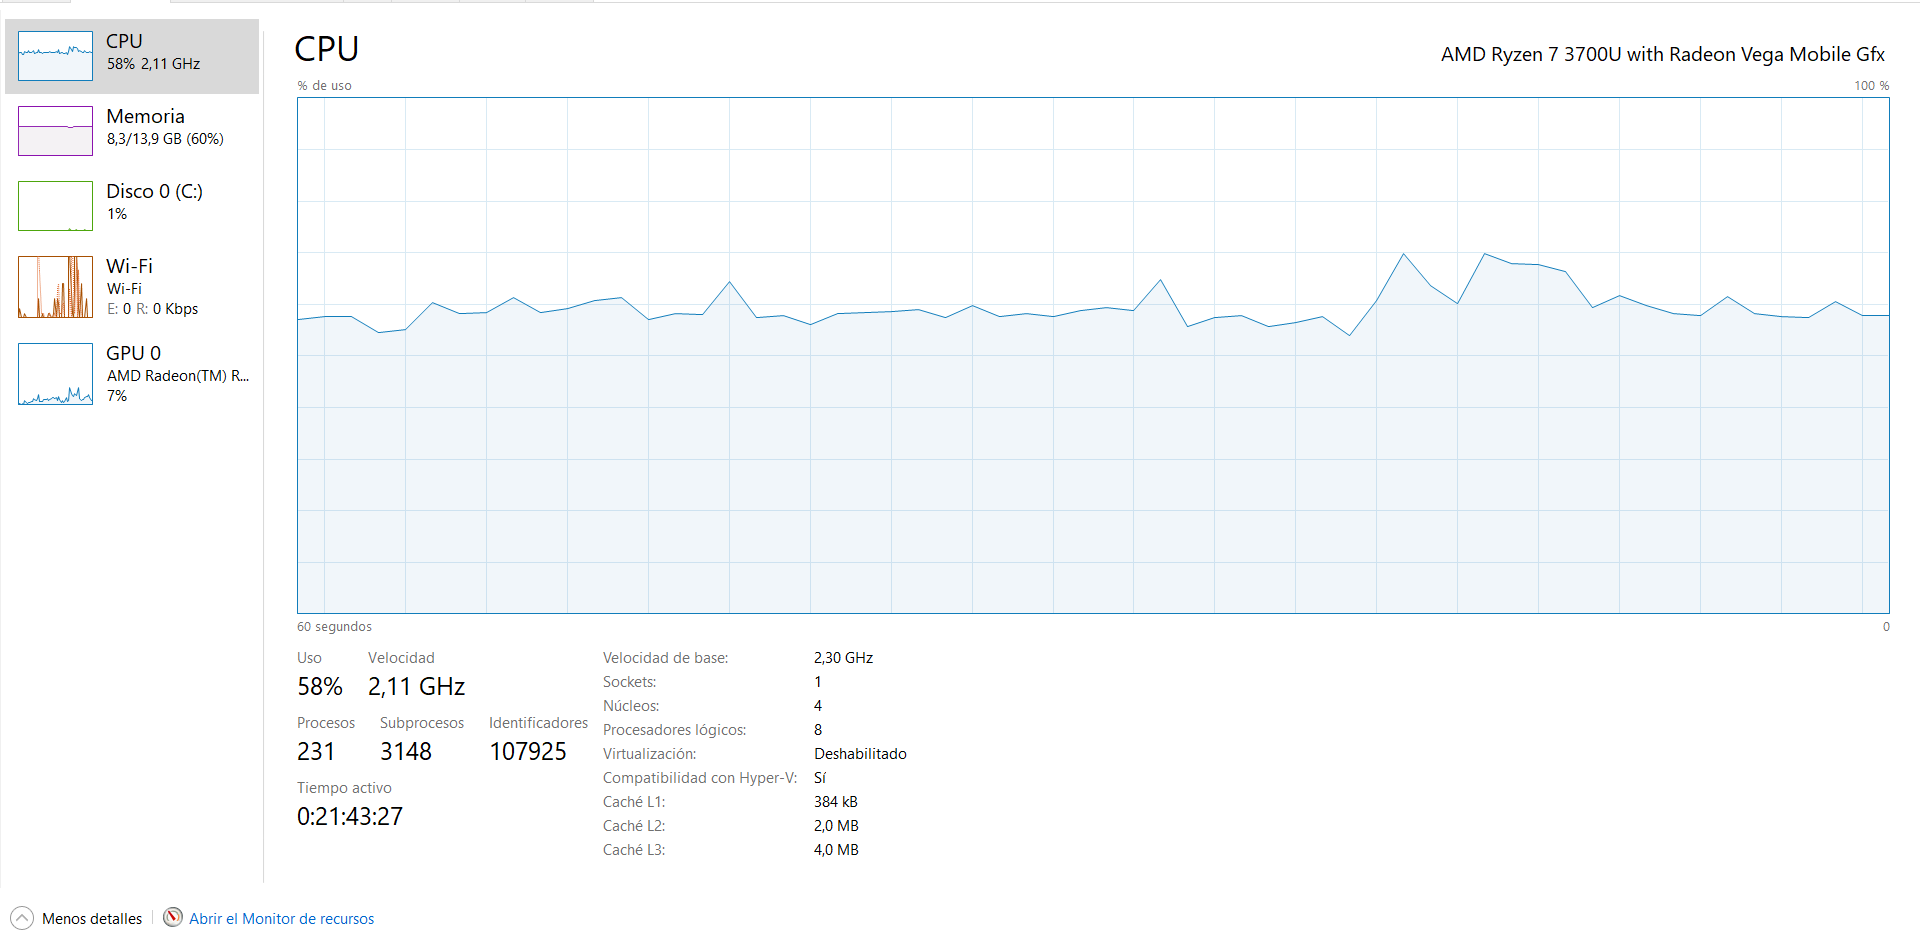 CPU
58% 2,11 GHz
Memoria
8,3/13,9 GB (60%)
Disco 0 (C:)
1%
Wi-Fi
Wi-Fi
E: 0 R: 0 Kbps
GPU 0
AMD Radeon(TM) R...
7%
CPU
AMD Ryzen 7 3700U with Radeon Vega Mobile Gfx
% de uso
100 %
60 segundos
0
Uso
Velocidad
58%
2,11 GHz
Procesos
Subprocesos
Identificadores
231
3148
107925
Tiempo activo
0:21:43:27
Velocidad de base: 2,30 GHz
Sockets: 1
Núcleos: 4
Procesadores lógicos: 8
Virtualización: Deshabilitado
Compatibilidad con Hyper-V: Sí
Caché L1: 384 kB
Caché L2: 2,0 MB
Caché L3: 4,0 MB
Menos detalles
Abrir el Monitor de recursos